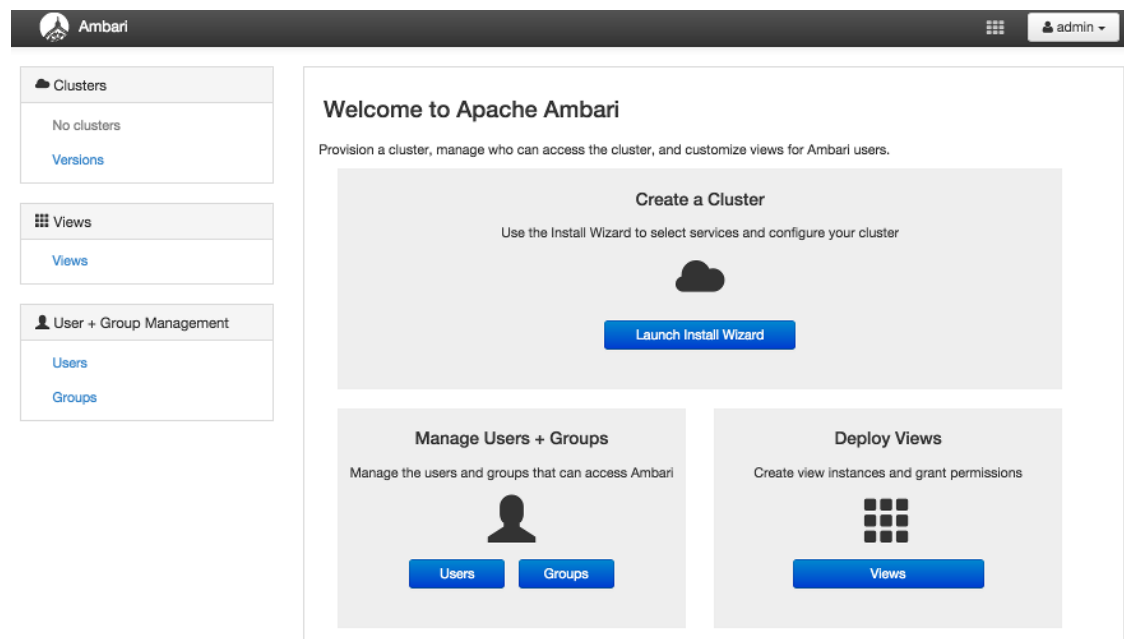 Ambari
admin
Clusters
No clusters
Versions
Views
Views
User + Group Management
Users
Groups
Welcome to Apache Ambari
Provision a cluster, manage who can access the cluster, and customize views for Ambari users.
Create a Cluster
Use the Install Wizard to select services and configure your cluster
Launch Install Wizard
Manage Users + Groups
Manage the users and groups that can access Ambari
Users
Groups
Deploy Views
Create view instances and grant permissions
Views